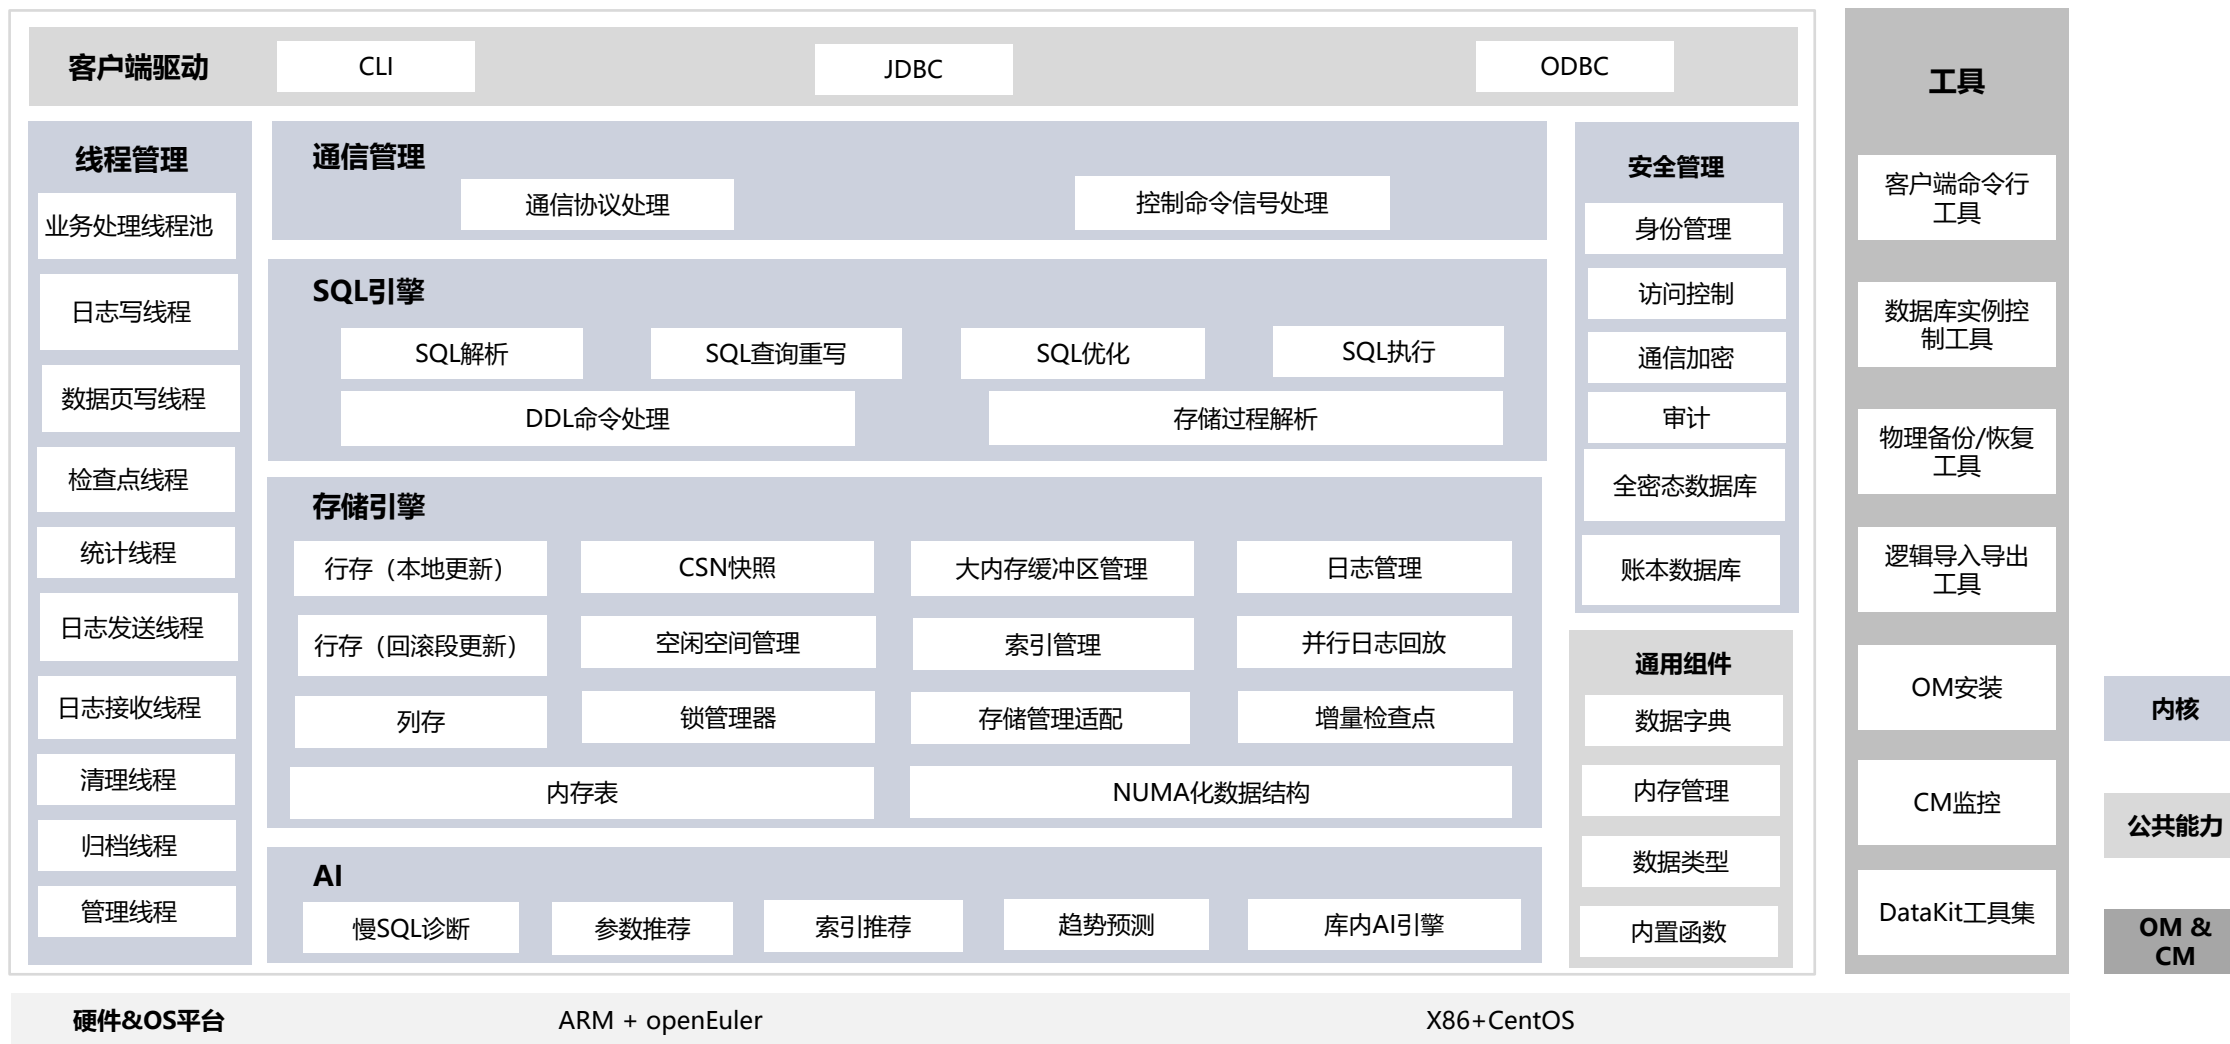 客户端驱动
CLI
JDBC
ODBC
线程管理
业务处理线程池
日志写线程
数据页写线程
检查点线程
统计线程
日志发送线程
日志接收线程
清理线程
归档线程
管理线程
通信管理
通信协议处理
控制命令信号处理
SQL引擎
SQL解析
SQL查询重写
SQL优化
SQL执行
DDL命令处理
存储过程解析
存储引擎
行存（本地更新）
CSN快照
大内存缓冲区管理
日志管理
行存（回滚段更新）
空闲空间管理
索引管理
并行日志回放
列存
锁管理器
存储管理适配
增量检查点
内存表
NUMA化数据结构
AI
慢SQL诊断
参数推荐
索引推荐
趋势预测
库内AI引擎
安全管理
身份管理
访问控制
通信加密
审计
全密态数据库
账本数据库
通用组件
数据字典
内存管理
数据类型
内置函数
工具
客户端命令行
工具
数据库实例控
制工具
物理备份/恢复
工具
逻辑导入导出
工具
OM安装
CM监控
DataKit工具集
内核
公共能力
OM &
CM
硬件&OS平台
ARM + openEuler
X86+CentOS